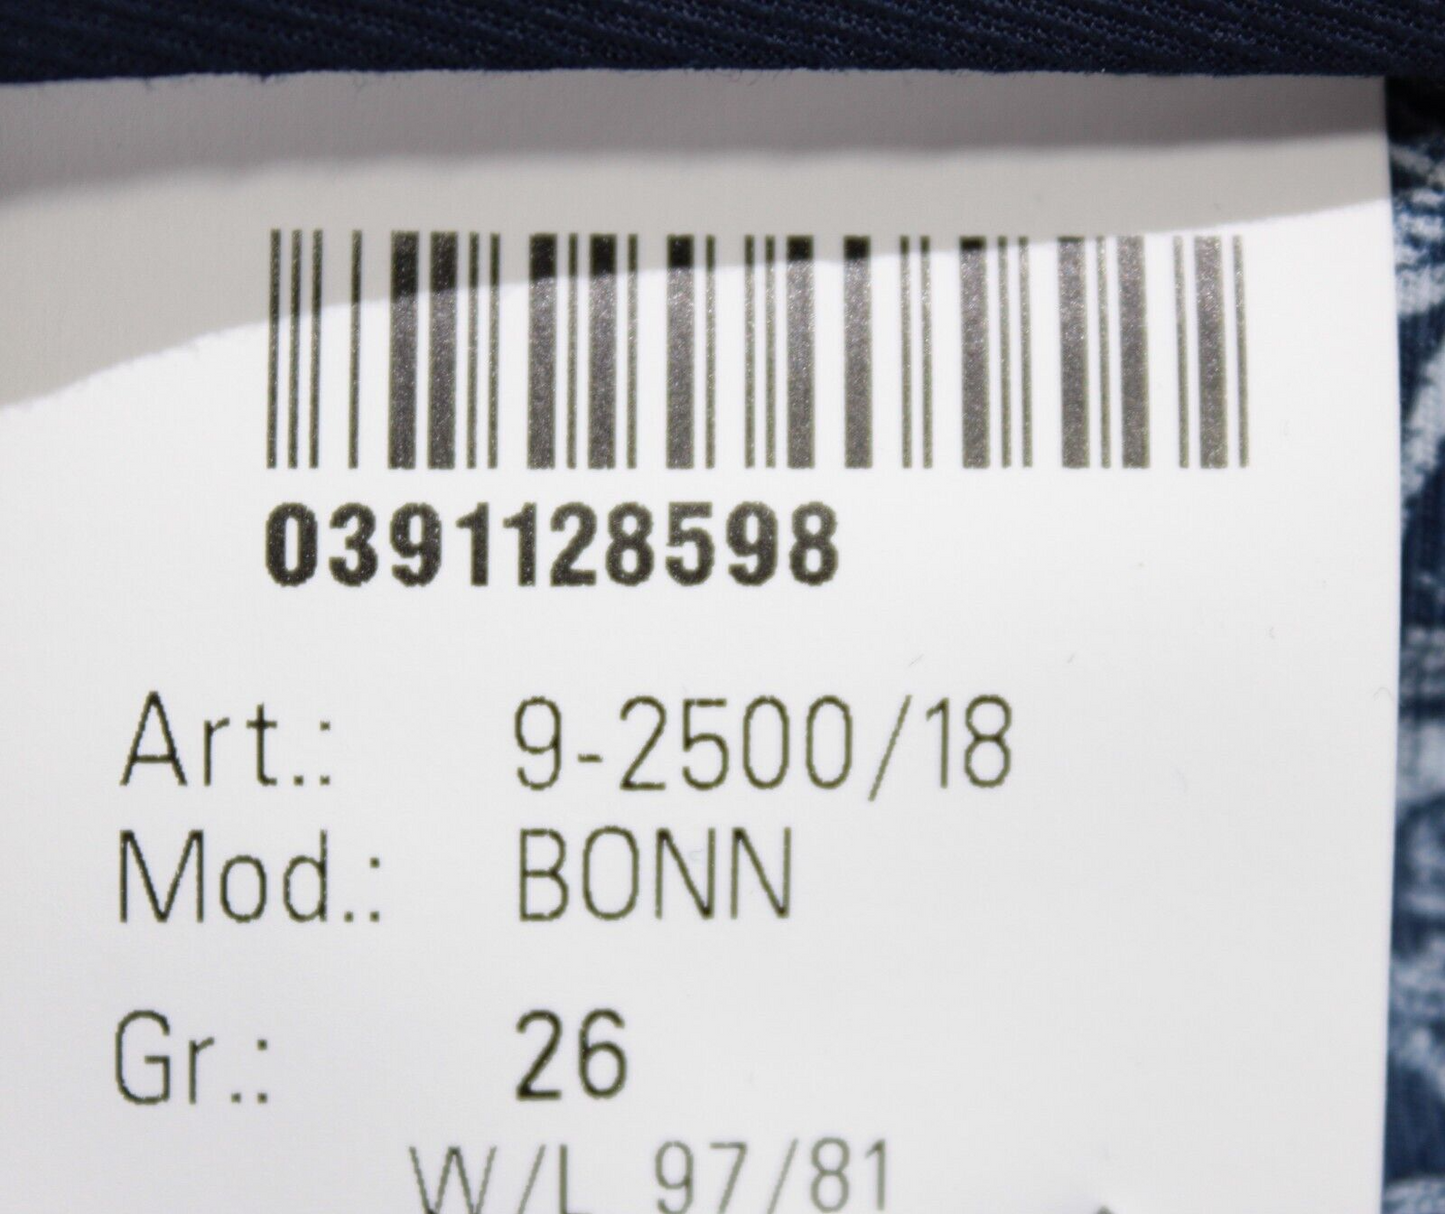 0391128598
Art.: 9-2500/18
Mod.: BONN
Gr.: 26
W/L 97/81